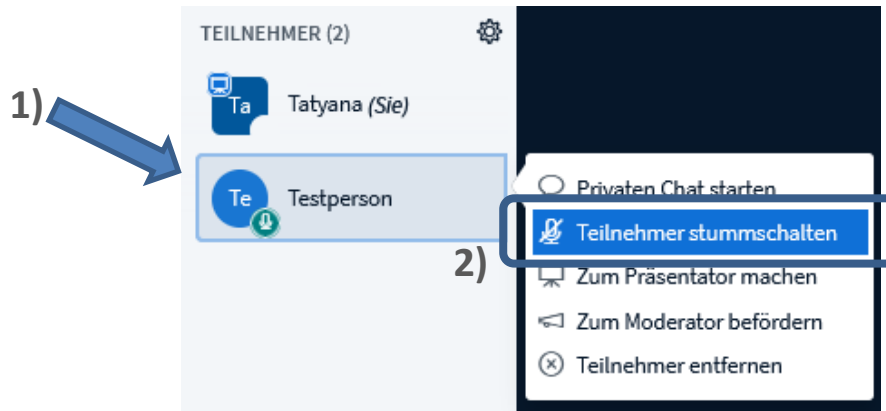 TEILNEHMER (2)
1)
Ta
Tatyana (Sie)
Te
Testperson
Privaten Chat starten
2)
Teilnehmer stummschalten
Zum Präsentator machen
Zum Moderator befördern
Teilnehmer entfernen